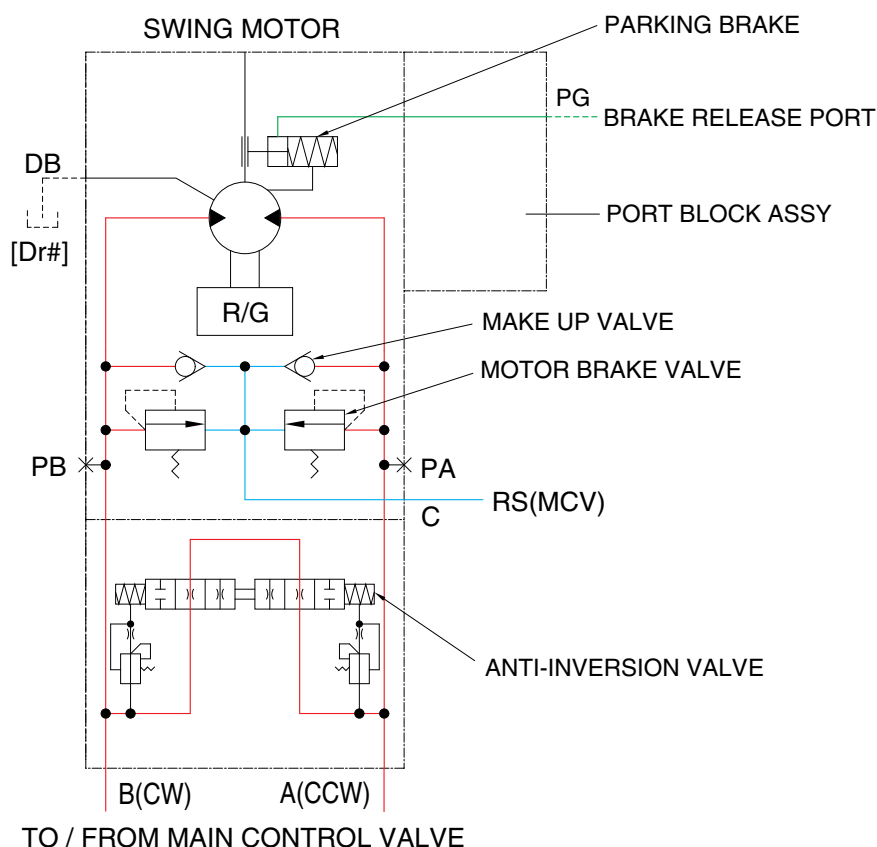 SWING MOTOR
PARKING BRAKE
PG
BRAKE RELEASE PORT
DB
[Dr#]
PORT BLOCK ASSY
R/G
MAKE UP VALVE
MOTOR BRAKE VALVE
PB
PA
RS(MCV)
C
ANTI-INVERSION VALVE
B(CW)
A(CCW)
TO / FROM MAIN CONTROL VALVE